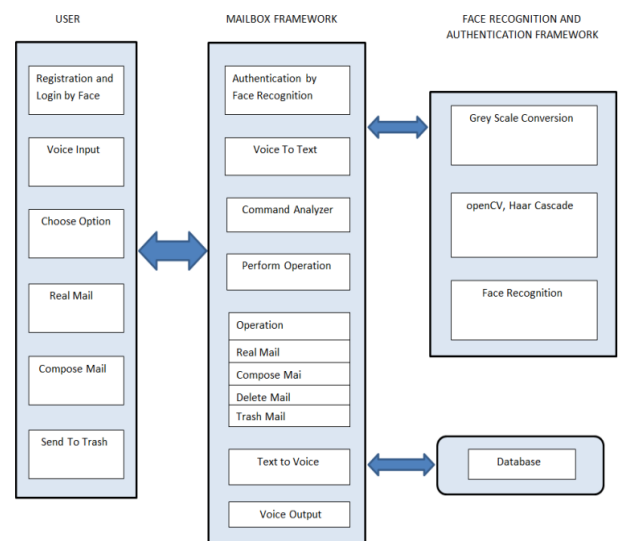 USER
Registration and
Login by Face
Voice Input
Choose Option
Real Mail
Compose Mail
Send To Trash
MAILBOX FRAMEWORK
Authentication by
Face Recognition
Voice To Text
Command Analyzer
Perform Operation
Operation
Real Mail
Compose Mai
Delete Mail
Trash Mail
Text to Voice
Voice Output
FACE RECOGNITION AND
AUTHENTICATION FRAMEWORK
Grey Scale Conversion
openCV, Haar Cascade
Face Recognition
Database